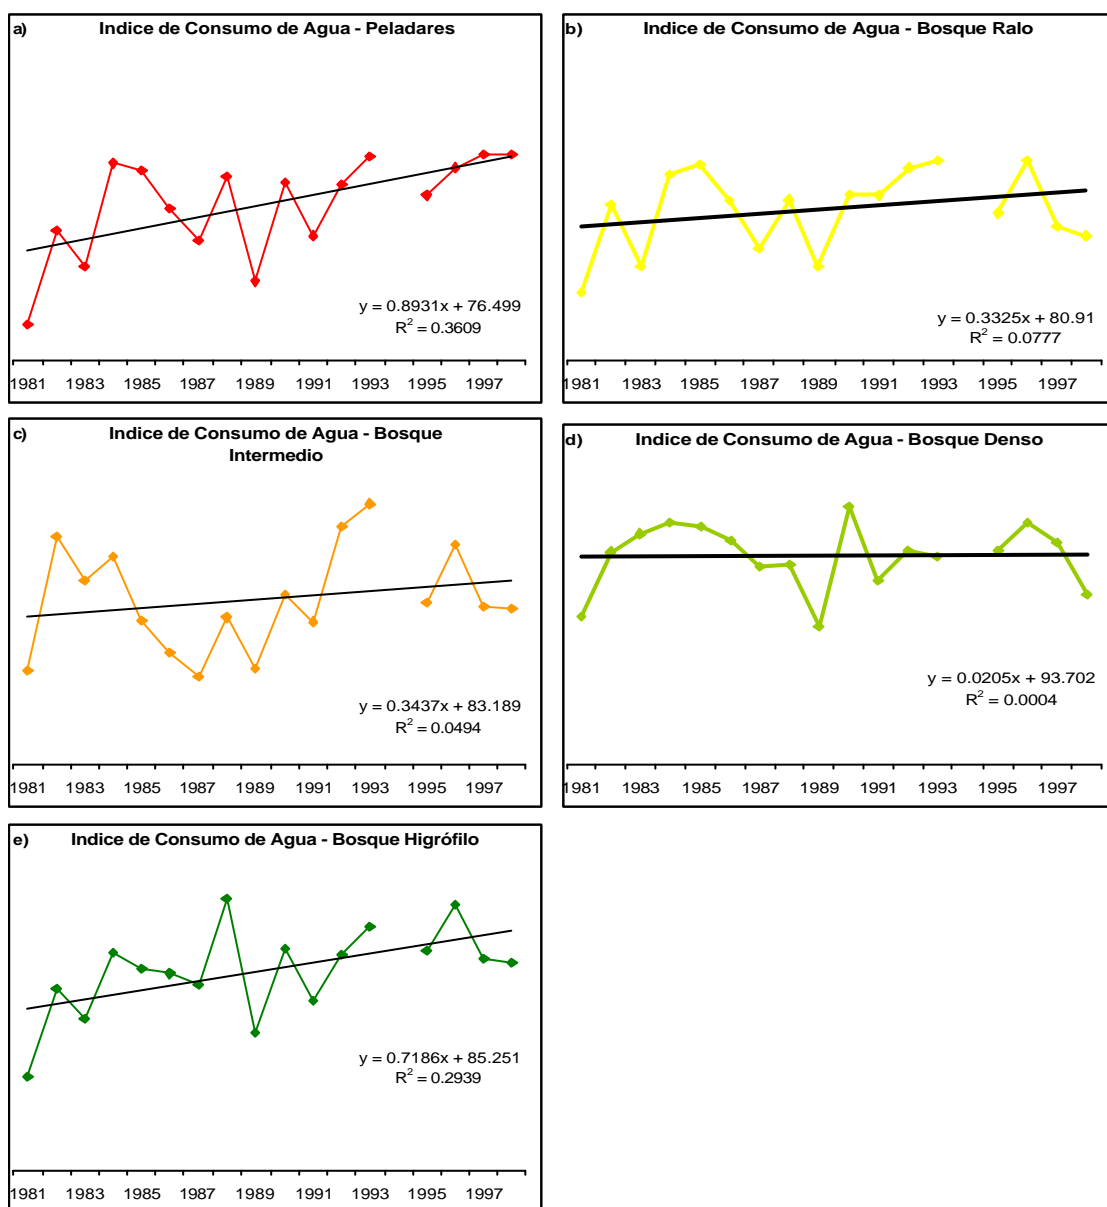 a) Indice de Consumo de Agua - Peladares
y = 0.8931x + 76.499
R² = 0.3609
1981 1983 1985 1987 1989 1991 1993 1995 1997
b) Indice de Consumo de Agua - Bosque Ralo
y = 0.3325x + 80.91
R² = 0.0777
1981 1983 1985 1987 1989 1991 1993 1995 1997
c) Indice de Consumo de Agua - Bosque
Intermedio
y = 0.3437x + 83.189
R² = 0.0494
1981 1983 1985 1987 1989 1991 1993 1995 1997
d) Indice de Consumo de Agua - Bosque Denso
y = 0.0205x + 93.702
R² = 0.0004
1981 1983 1985 1987 1989 1991 1993 1995 1997
e) Indice de Consumo de Agua - Bosque Higrófilo
y = 0.7186x + 85.251
R² = 0.2939
1981 1983 1985 1987 1989 1991 1993 1995 1997